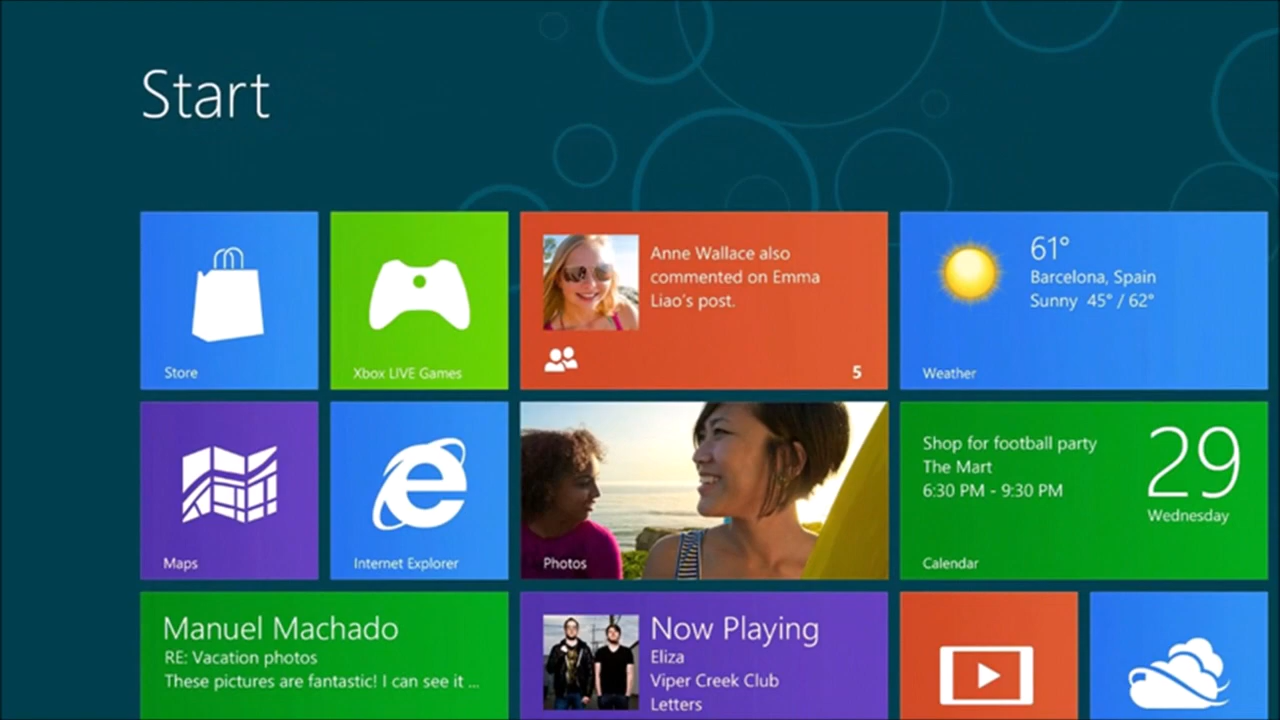 Start
Store
Xbox LIVE Games
Anne Wallace also
commented on Emma
Liao's post.
5
61°
Barcelona, Spain
Sunny 45° / 62°
Weather
Maps
Internet Explorer
Photos
Shop for football party
The Mart
6:30 PM - 9:30 PM
29
Wednesday
Calendar
Manuel Machado
RE: Vacation photos
These pictures are fantastic! I can see it ...
Now Playing
Eliza
Viper Creek Club
Letters